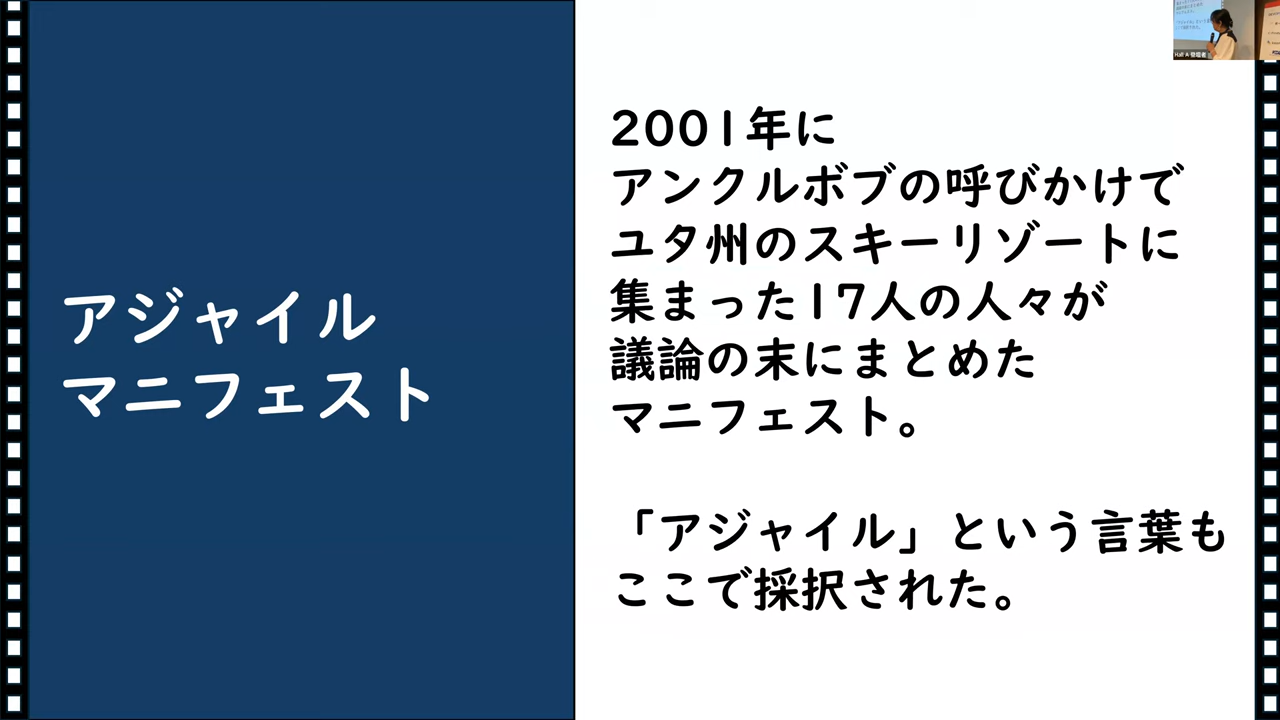 アジャイル
マニフェスト
2001年に
アンクルボブの呼びかけで
ユタ州のスキーリゾートに
集まった17人の人々が
議論の末にまとめた
マニフェスト。
「アジャイル」という言葉も
ここで採択された。
Hall A 登壇者